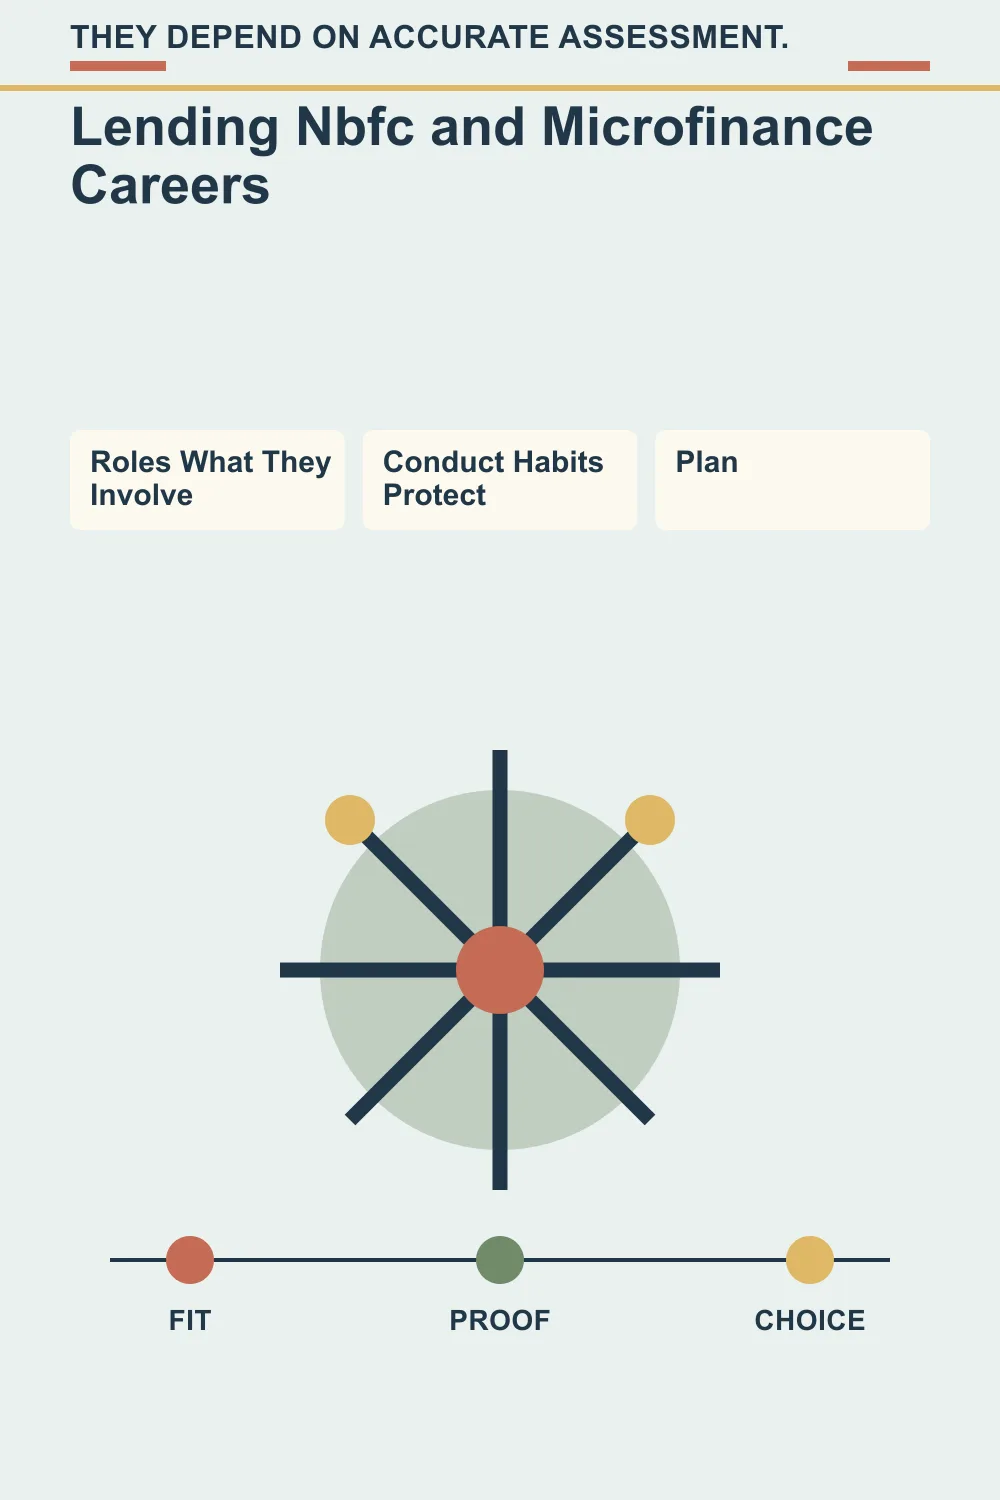 THEY DEPEND ON ACCURATE ASSESSMENT.
Lending Nbfc and Microfinance
Careers
Roles What They
Involve
Conduct Habits
Protect
Plan
FIT
PROOF
CHOICE